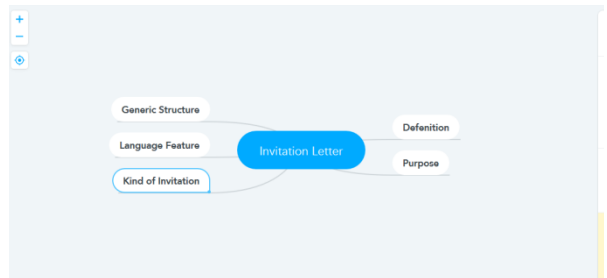 +
−
Generic Structure
Language Feature
Kind of Invitation
Invitation Letter
Defenition
Purpose